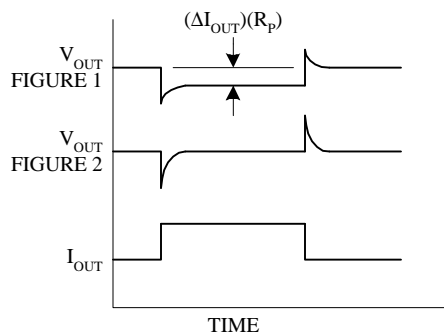 (ΔI_OUT)(R_P)
V_OUT
FIGURE 1
V_OUT
FIGURE 2
I_OUT
TIME